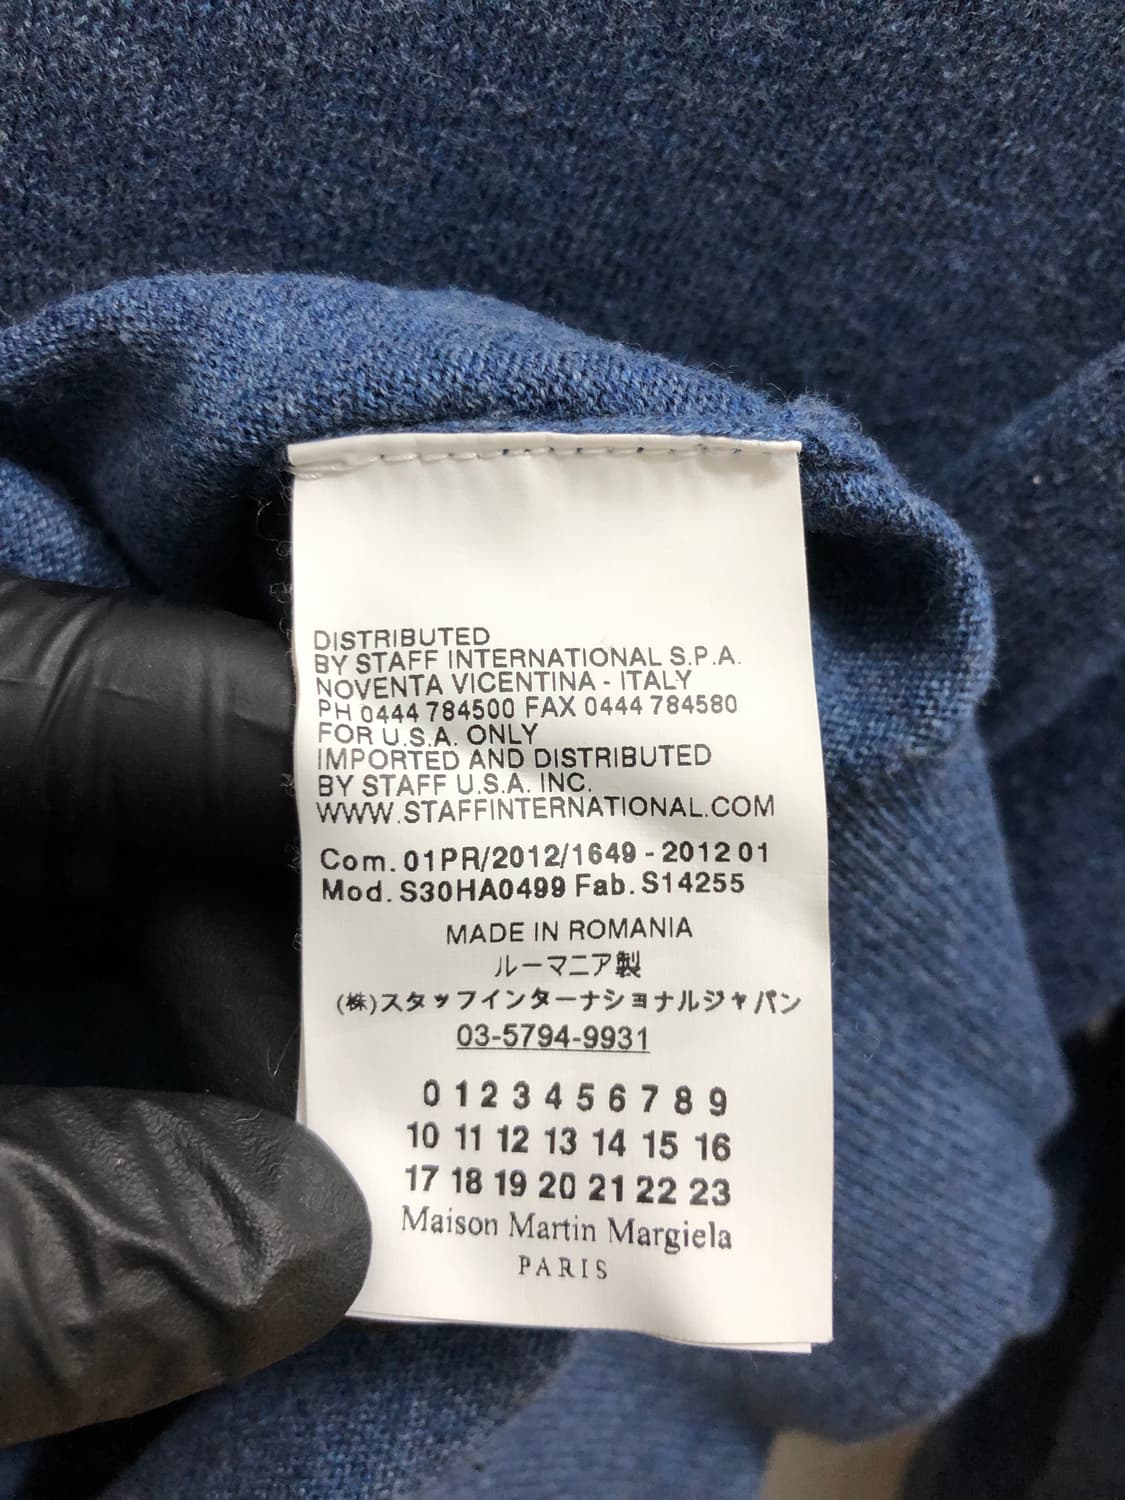 DISTRIBUTED
BY STAFF INTERNATIONAL S.P.A.
NOVENTA VICENTINA - ITALY
PH 0444 784500 FAX 0444 784580
FOR U.S.A. ONLY
IMPORTED AND DISTRIBUTED
BY STAFF U.S.A. INC.
WWW.STAFFINTERNATIONAL.COM
Com. 01PR/2012/1649 - 2012 01
Mod. S30HA0499 Fab. S14255
MADE IN ROMANIA
ルーマニア製
(株)スタッフインターナショナルジャパン
03-5794-9931
0 1 2 3 4 5 6 7 8 9
10 11 12 13 14 15 16
17 18 19 20 21 22 23
Maison Martin Margiela
PARIS